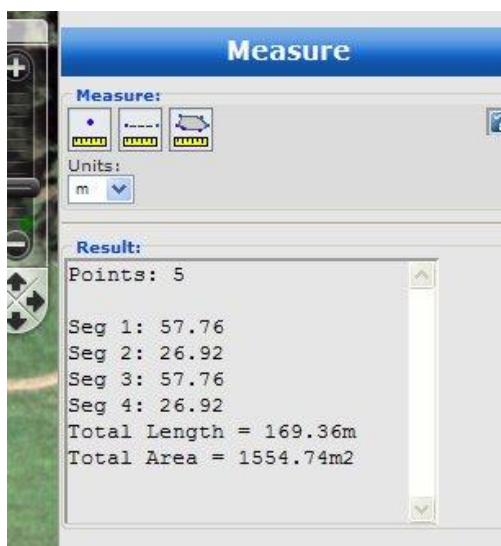 Measure
Measure:
Units:
m
Result:
Points: 5
Seg 1: 57.76
Seg 2: 26.92
Seg 3: 57.76
Seg 4: 26.92
Total Length = 169.36m
Total Area = 1554.74m2